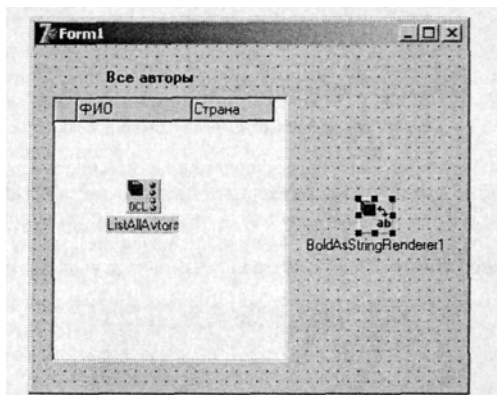 Form1
Все авторы
ФИО Страна
OCL
ListAllAvtors
ab
BoldAsStringRenderer1